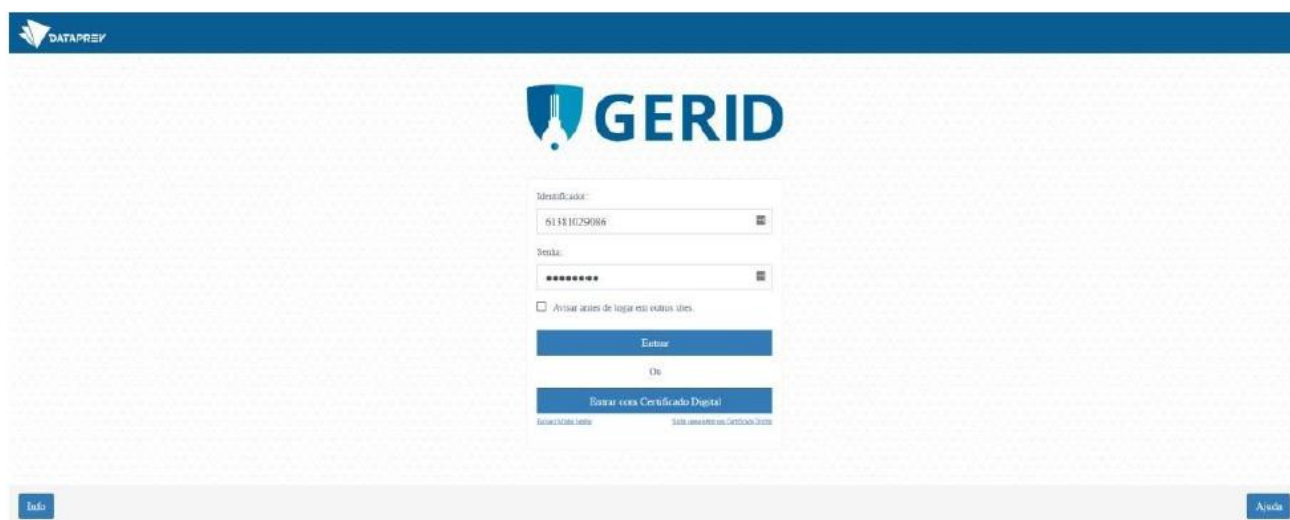 DATAPREV
GERID
Identificador:
61381029086
Senha:
Avisar antes de logar em outros sites.
Entrar
Ou
Entrar com Certificado Digital
Info
Ajuda